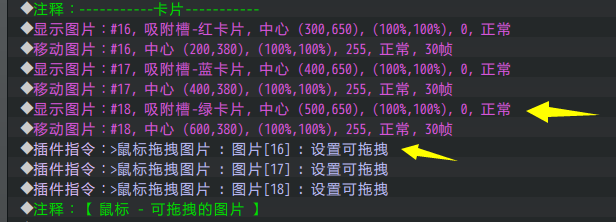 ◆注释：-----------卡片-----------
◆显示图片：#16, 吸附槽-红卡片, 中心 (300,650), (100%,100%), 0, 正常
◆移动图片：#16, 中心 (200,380), (100%,100%), 255, 正常, 30帧
◆显示图片：#17, 吸附槽-蓝卡片, 中心 (400,650), (100%,100%), 0, 正常
◆移动图片：#17, 中心 (400,380), (100%,100%), 255, 正常, 30帧
◆显示图片：#18, 吸附槽-绿卡片, 中心 (500,650), (100%,100%), 0, 正常
◆移动图片：#18, 中心 (600,380), (100%,100%), 255, 正常, 30帧
◆插件指令：>鼠标拖拽图片 : 图片[16] : 设置可拖拽
◆插件指令：>鼠标拖拽图片 : 图片[17] : 设置可拖拽
◆插件指令：>鼠标拖拽图片 : 图片[18] : 设置可拖拽
◆注释：【 鼠标 - 可拖拽的图片 】